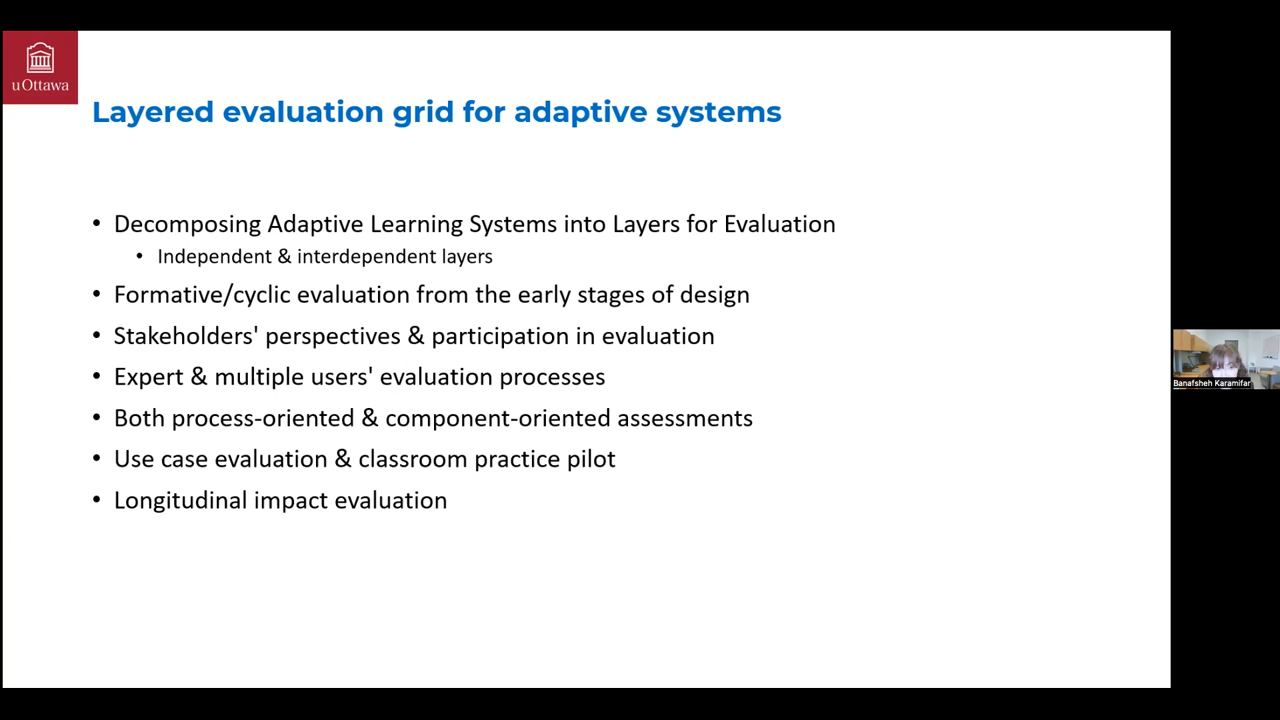 uOttawa
Layered evaluation grid for adaptive systems
• Decomposing Adaptive Learning Systems into Layers for Evaluation
• Independent & interdependent layers
• Formative/cyclic evaluation from the early stages of design
• Stakeholders' perspectives & participation in evaluation
• Expert & multiple users' evaluation processes
• Both process-oriented & component-oriented assessments
• Use case evaluation & classroom practice pilot
• Longitudinal impact evaluation
Banafsheh Karamifar